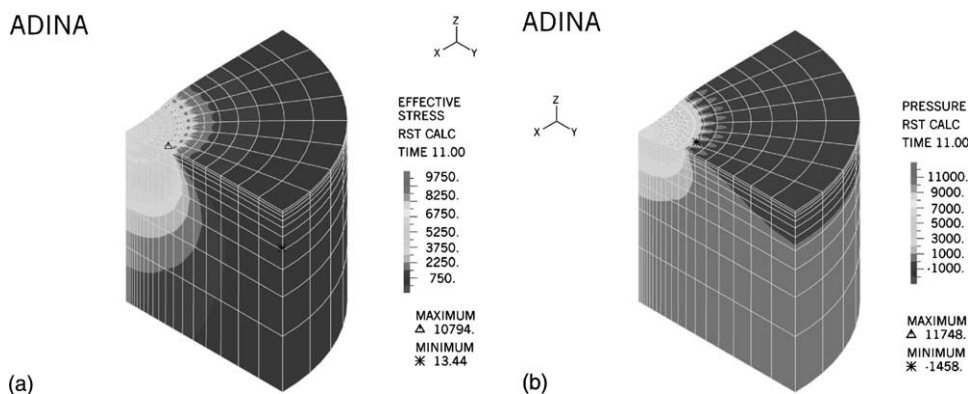 ADINA
Z
X Y
EFFECTIVE
STRESS
RST CALC
TIME 11.00
9750.
8250.
6750.
5250.
3750.
2250.
750.
MAXIMUM
Δ 10794.
MINIMUM
* 13.44
(a)
ADINA
Z
X Y
PRESSURE
RST CALC
TIME 11.00
11000.
9000.
7000.
5000.
3000.
1000.
-1000.
MAXIMUM
Δ 11748.
MINIMUM
* -1458.
(b)